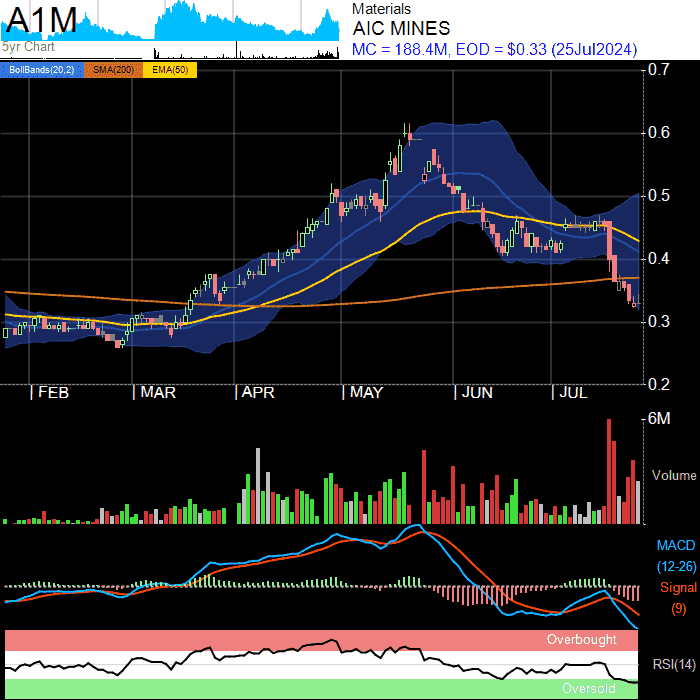 A1M
5yr Chart
Materials
AIC MINES
MC = 188.4M, EOD = $0.33 (25Jul2024)
BollBands(20,2) SMA(200) EMA(50)
0.7
0.6
0.5
0.4
0.3
0.2
FEB MAR APR MAY JUN JUL
6M
Volume
MACD
(12-26)
Signal
(9)
Overbought
RSI(14)
Oversold